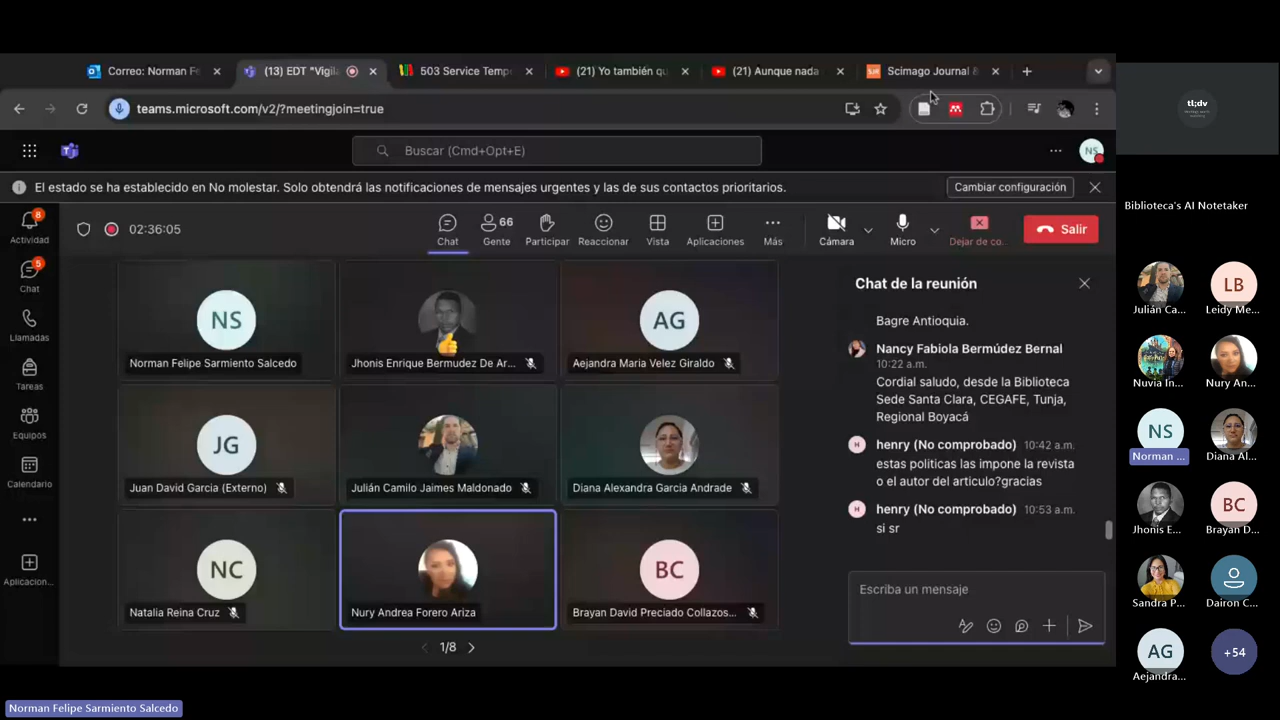 Correo: Norman Fe
(13) EDT "Vigila
503 Service Tempo
(21) Yo también qu
(21) Aunque nada
Scimago Journal &
teams.microsoft.com/v2/?meetingjoin=true
Buscar (Cmd+Opt+E)
NS
El estado se ha establecido en No molestar. Solo obtendrá las notificaciones de mensajes urgentes y las de sus contactos prioritarios.
Cambiar configuración
8
Actividad
5
Chat
Llamadas
Tareas
Equipos
Calendario
Aplicacion...
02:36:05
Chat
66
Gente
Participar
Reaccionar
Vista
Aplicaciones
Más
Cámara
Micro
Dejar de co...
Salir
NS
Norman Felipe Sarmiento Salcedo
Jhonis Enrique Bermudez De Ar...
AG
Aejandra Maria Velez Giraldo
JG
Juan David Garcia (Externo)
Julián Camilo Jaimes Maldonado
Diana Alexandra Garcia Andrade
NC
Natalia Reina Cruz
Nury Andrea Forero Ariza
BC
Brayan David Preciado Collazos...
1/8
Chat de la reunión
Bagre Antioquia.
Nancy Fabiola Bermúdez Bernal
10:22 a.m.
Cordial saludo, desde la Biblioteca
Sede Santa Clara, CEGAFE, Tunja,
Regional Boyacá
H
henry (No comprobado) 10:42 a.m.
estas politicas las impone la revista
o el autor del articulo?gracias
H
henry (No comprobado) 10:53 a.m.
si sr
Escriba un mensaje
tl;dv
Biblioteca's AI Notetaker
Julián Ca...
LB
Leidy Me...
Nuvia In...
Nury An...
NS
Norman ...
Diana Al...
Jhonis E...
BC
Brayan D...
Sandra P...
Dairon C...
AG
Aejandra...
+54
Norman Felipe Sarmiento Salcedo